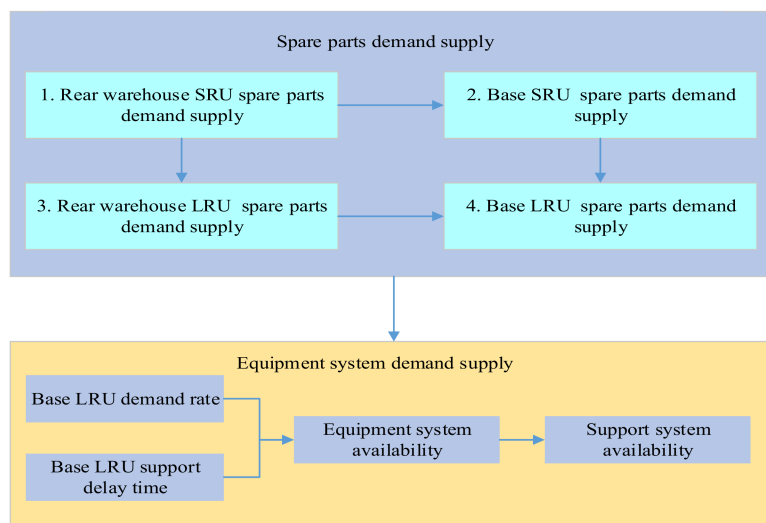 Spare parts demand supply
1. Rear warehouse SRU spare parts
demand supply
2. Base SRU spare parts demand
supply
3. Rear warehouse LRU spare parts
demand supply
4. Base LRU spare parts demand
supply
Equipment system demand supply
Base LRU demand rate
Base LRU support
delay time
Equipment system
availability
Support system
availability